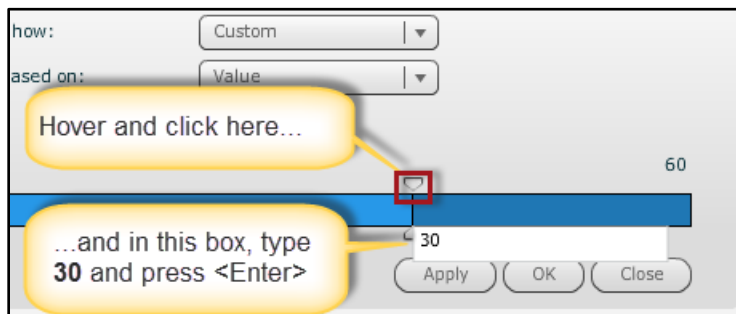 how:
Custom
ased on:
Value
Hover and click here...
60
...and in this box, type
30 and press <Enter>
30
Apply
OK
Close